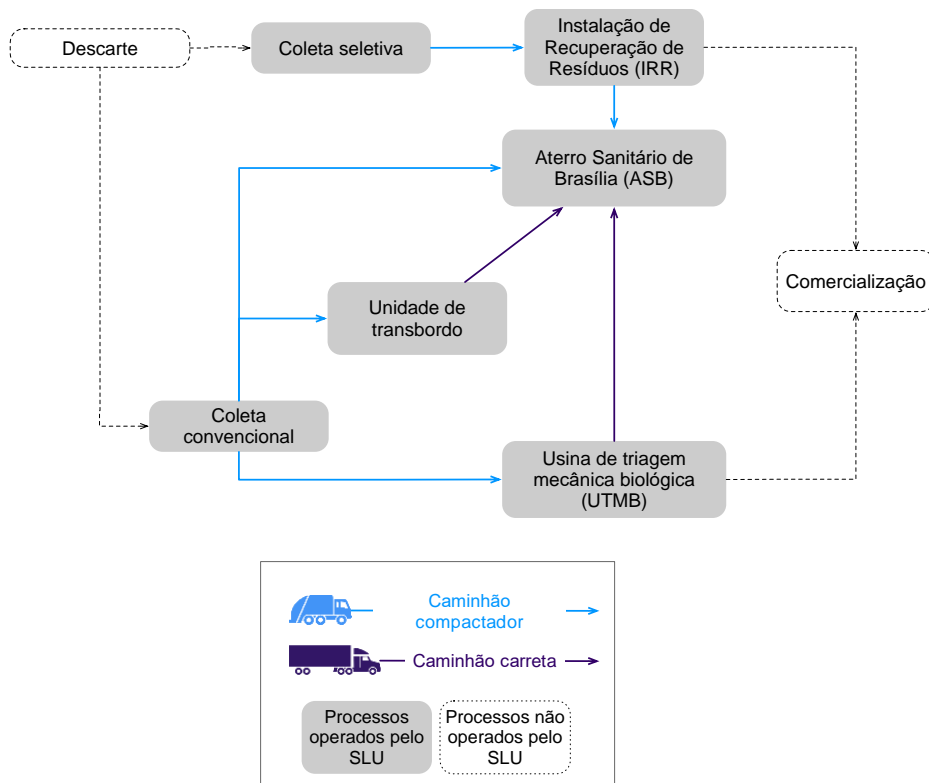 Descarte
Coleta seletiva
Instalação de
Recuperação de
Resíduos (IRR)
Aterro Sanitário de
Brasília (ASB)
Unidade de
transbordo
Comercialização
Coleta
convencional
Usina de triagem
mecânica biológica
(UTMB)
Caminhão
compactador
Caminhão carreta
Processos
operados pelo
SLU
Processos não
operados pelo
SLU